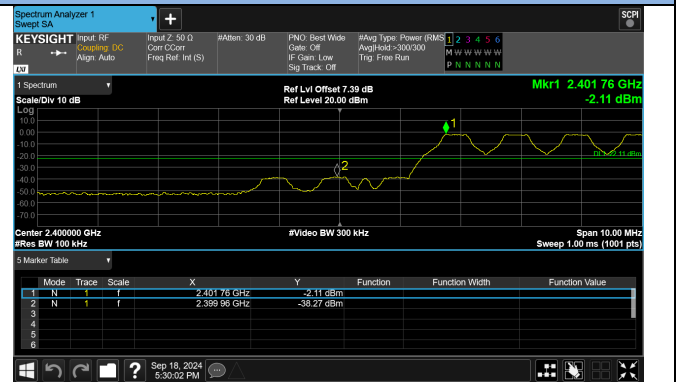 Spectrum Analyzer 1
Swept SA
+
SCPI
KEYSIGHT Input: RF Input Z: 50 Ω #Atten: 30 dB PNO: Best Wide #Avg Type: Power (RMS 1 2 3 4 5 6
R Coupling: DC Corr CCorr Gate: Off Avg|Hold:>300/300 M W W W W W
Align: Auto Freq Ref: Int (S) IF Gain: Low Trig: Free Run
LXI Sig Track: Off P N N N N N
1 Spectrum Ref Lvl Offset 7.39 dB Mkr1 2.401 76 GHz
Scale/Div 10 dB Ref Level 20.00 dBm -2.11 dBm
Log
10.0
0.00
-10.0
-20.0
-30.0
-40.0
-50.0
-60.0
-70.0
1
2
DL1 -22.11 dBm
Center 2.400000 GHz #Video BW 300 kHz Span 10.00 MHz
#Res BW 100 kHz Sweep 1.00 ms (1001 pts)
5 Marker Table
Mode Trace Scale X Y Function Function Width Function Value
1 N 1 f 2.401 76 GHz -2.11 dBm
2 N 1 f 2.399 96 GHz -38.27 dBm
3
4
5
6
? Sep 18, 2024
5:30:02 PM